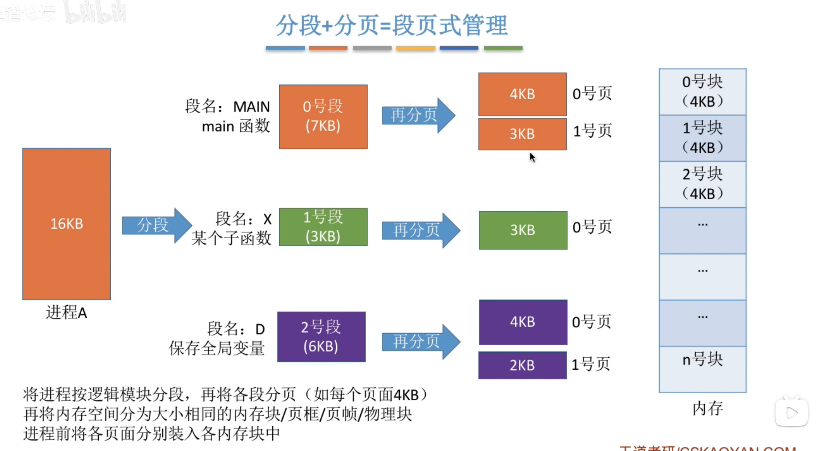 bilibili
分段+分页=段页式管理
段名：MAIN
main 函数
0号段
(7KB)
再分页
4KB
0号页
3KB
1号页
16KB
进程A
分段
段名：X
某个子函数
1号段
(3KB)
再分页
3KB
0号页
段名：D
保存全局变量
2号段
(6KB)
再分页
4KB
0号页
2KB
1号页
0号块
（4KB）
1号块
（4KB）
2号块
（4KB）
...
...
...
n号块
内存
将进程按逻辑模块分段，再将各段分页（如每个页面4KB）
再将内存空间分为大小相同的内存块/页框/页帧/物理块
进程前将各页面分别装入各内存块中
王道考研/CSKAOYAN.COM